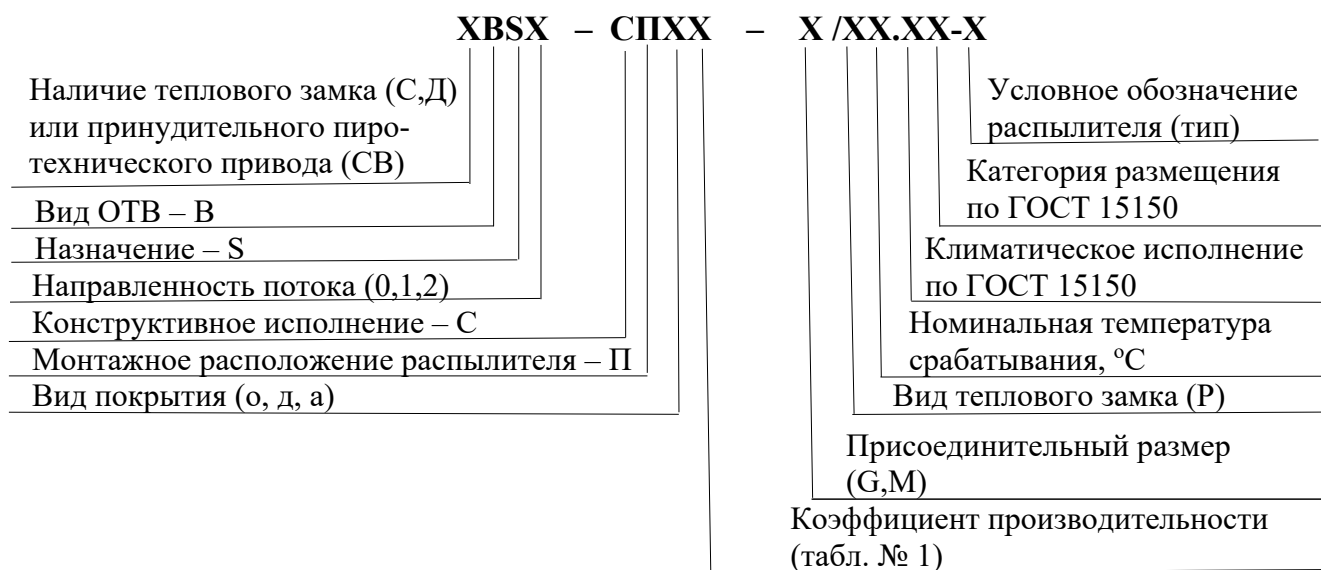 ХВSХ – СПХХ – Х /ХХ.ХХ-Х
Наличие теплового замка (С,Д)
или принудительного пиро-
технического привода (СВ)
Вид ОТВ – В
Назначение – S
Направленность потока (0,1,2)
Конструктивное исполнение – С
Монтажное расположение распылителя – П
Вид покрытия (о, д, а)
Условное обозначение
распылителя (тип)
Категория размещения
по ГОСТ 15150
Климатическое исполнение
по ГОСТ 15150
Номинальная температура
срабатывания, ºС
Вид теплового замка (Р)
Присоединительный размер
(G,M)
Коэффициент производительности
(табл. № 1)